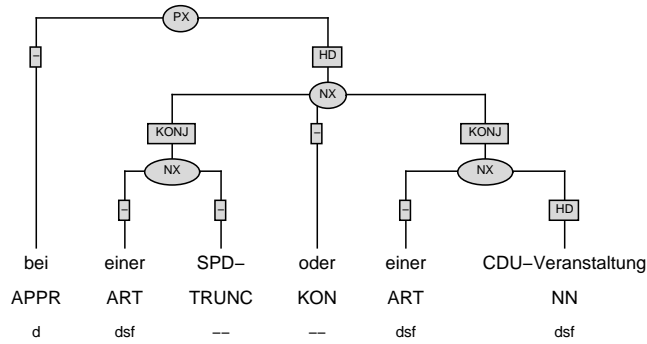 PX
– HD
NX
KONJ – KONJ
NX NX
– – – HD
bei einer SPD– oder einer CDU–Veranstaltung
APPR ART TRUNC KON ART NN
d dsf –– –– dsf dsf